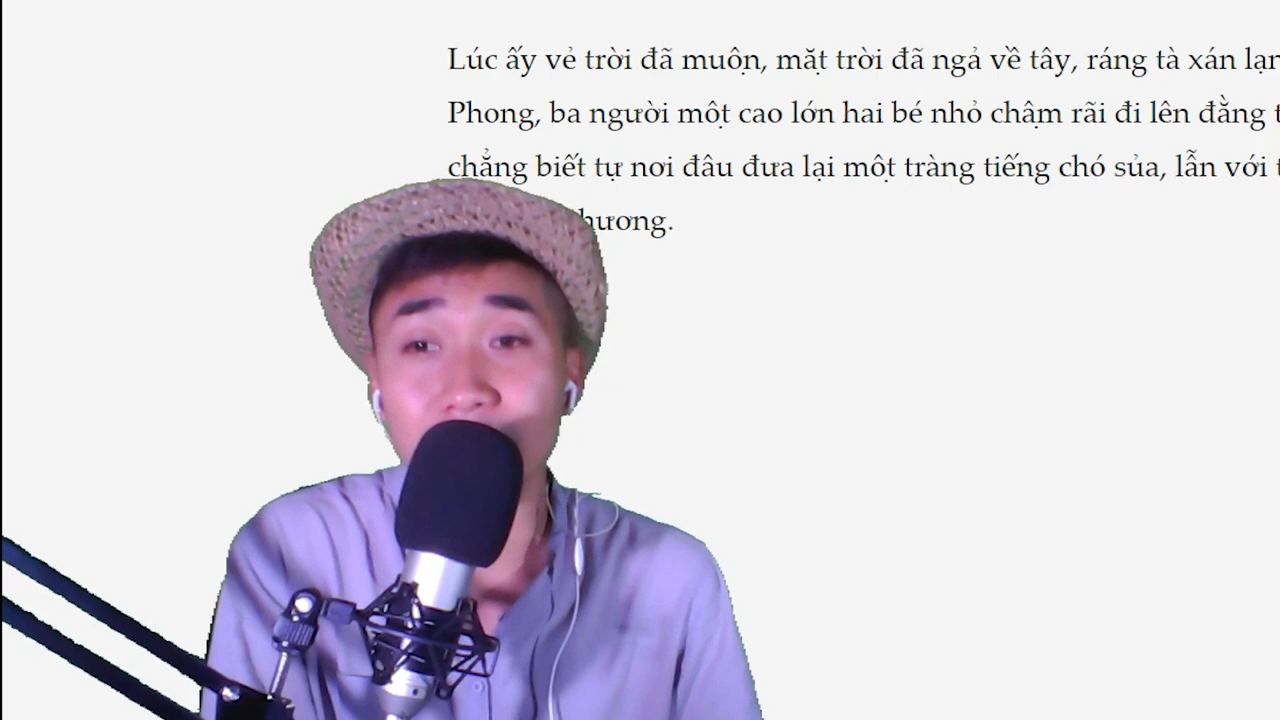 Lúc ấy vẻ trời đã muộn, mặt trời đã ngả về tây, ráng tà xán
Phong, ba người một cao lớn hai bé nhỏ chậm rãi đi lên đằng
chẳng biết tự nơi đâu đưa lại một tràng tiếng chó sủa, lẫn với